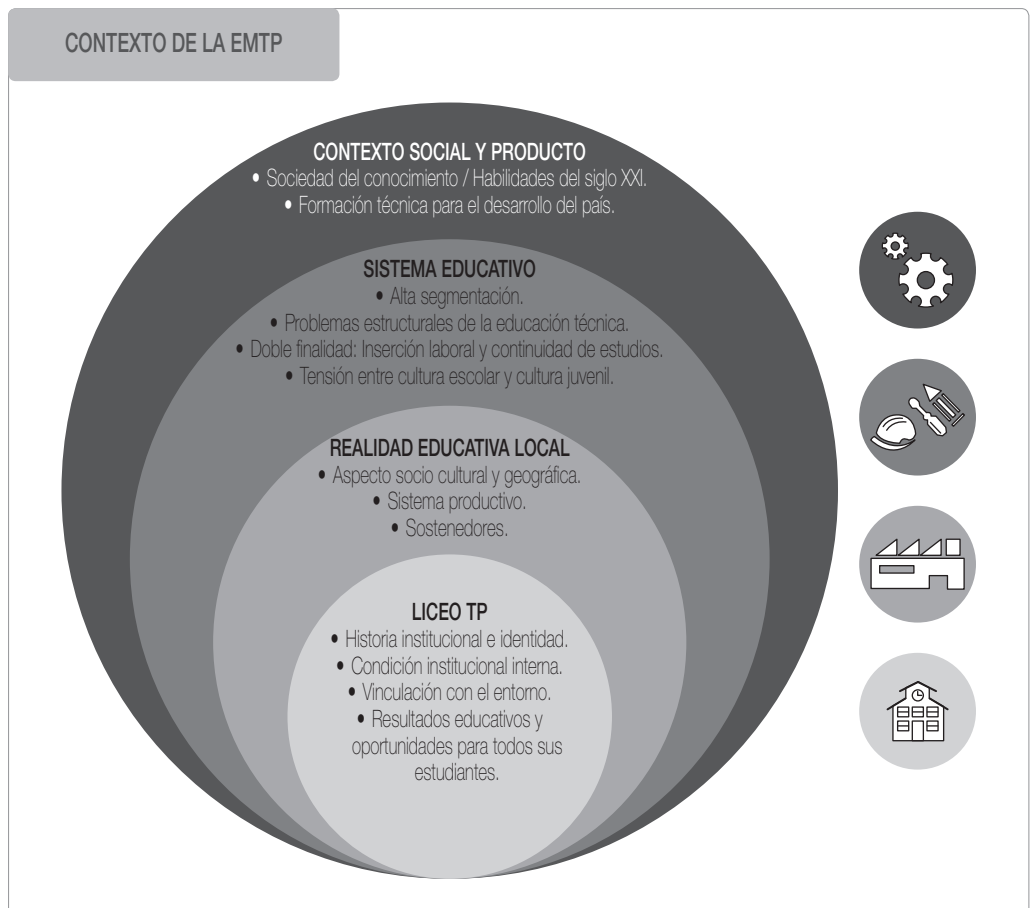 CONTEXTO DE LA EMTP
CONTEXTO SOCIAL Y PRODUCTO
• Sociedad del conocimiento / Habilidades del siglo XXI.
• Formación técnica para el desarrollo del país.
SISTEMA EDUCATIVO
• Alta segmentación.
• Problemas estructurales de la educación técnica.
• Doble finalidad: Inserción laboral y continuidad de estudios.
• Tensión entre cultura escolar y cultura juvenil.
REALIDAD EDUCATIVA LOCAL
• Aspecto socio cultural y geográfica.
• Sistema productivo.
• Sostenedores.
LICEO TP
• Historia institucional e identidad.
• Condición institucional interna.
• Vinculación con el entorno.
• Resultados educativos y
oportunidades para todos sus
estudiantes.